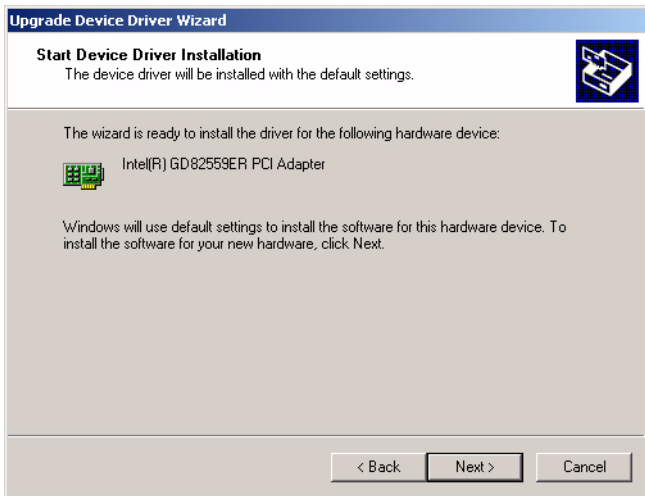 Upgrade Device Driver Wizard
Start Device Driver Installation
The device driver will be installed with the default settings.
The wizard is ready to install the driver for the following hardware device:
Intel(R) GD82559ER PCI Adapter
Windows will use default settings to install the software for this hardware device. To
install the software for your new hardware, click Next.
< Back
Next >
Cancel